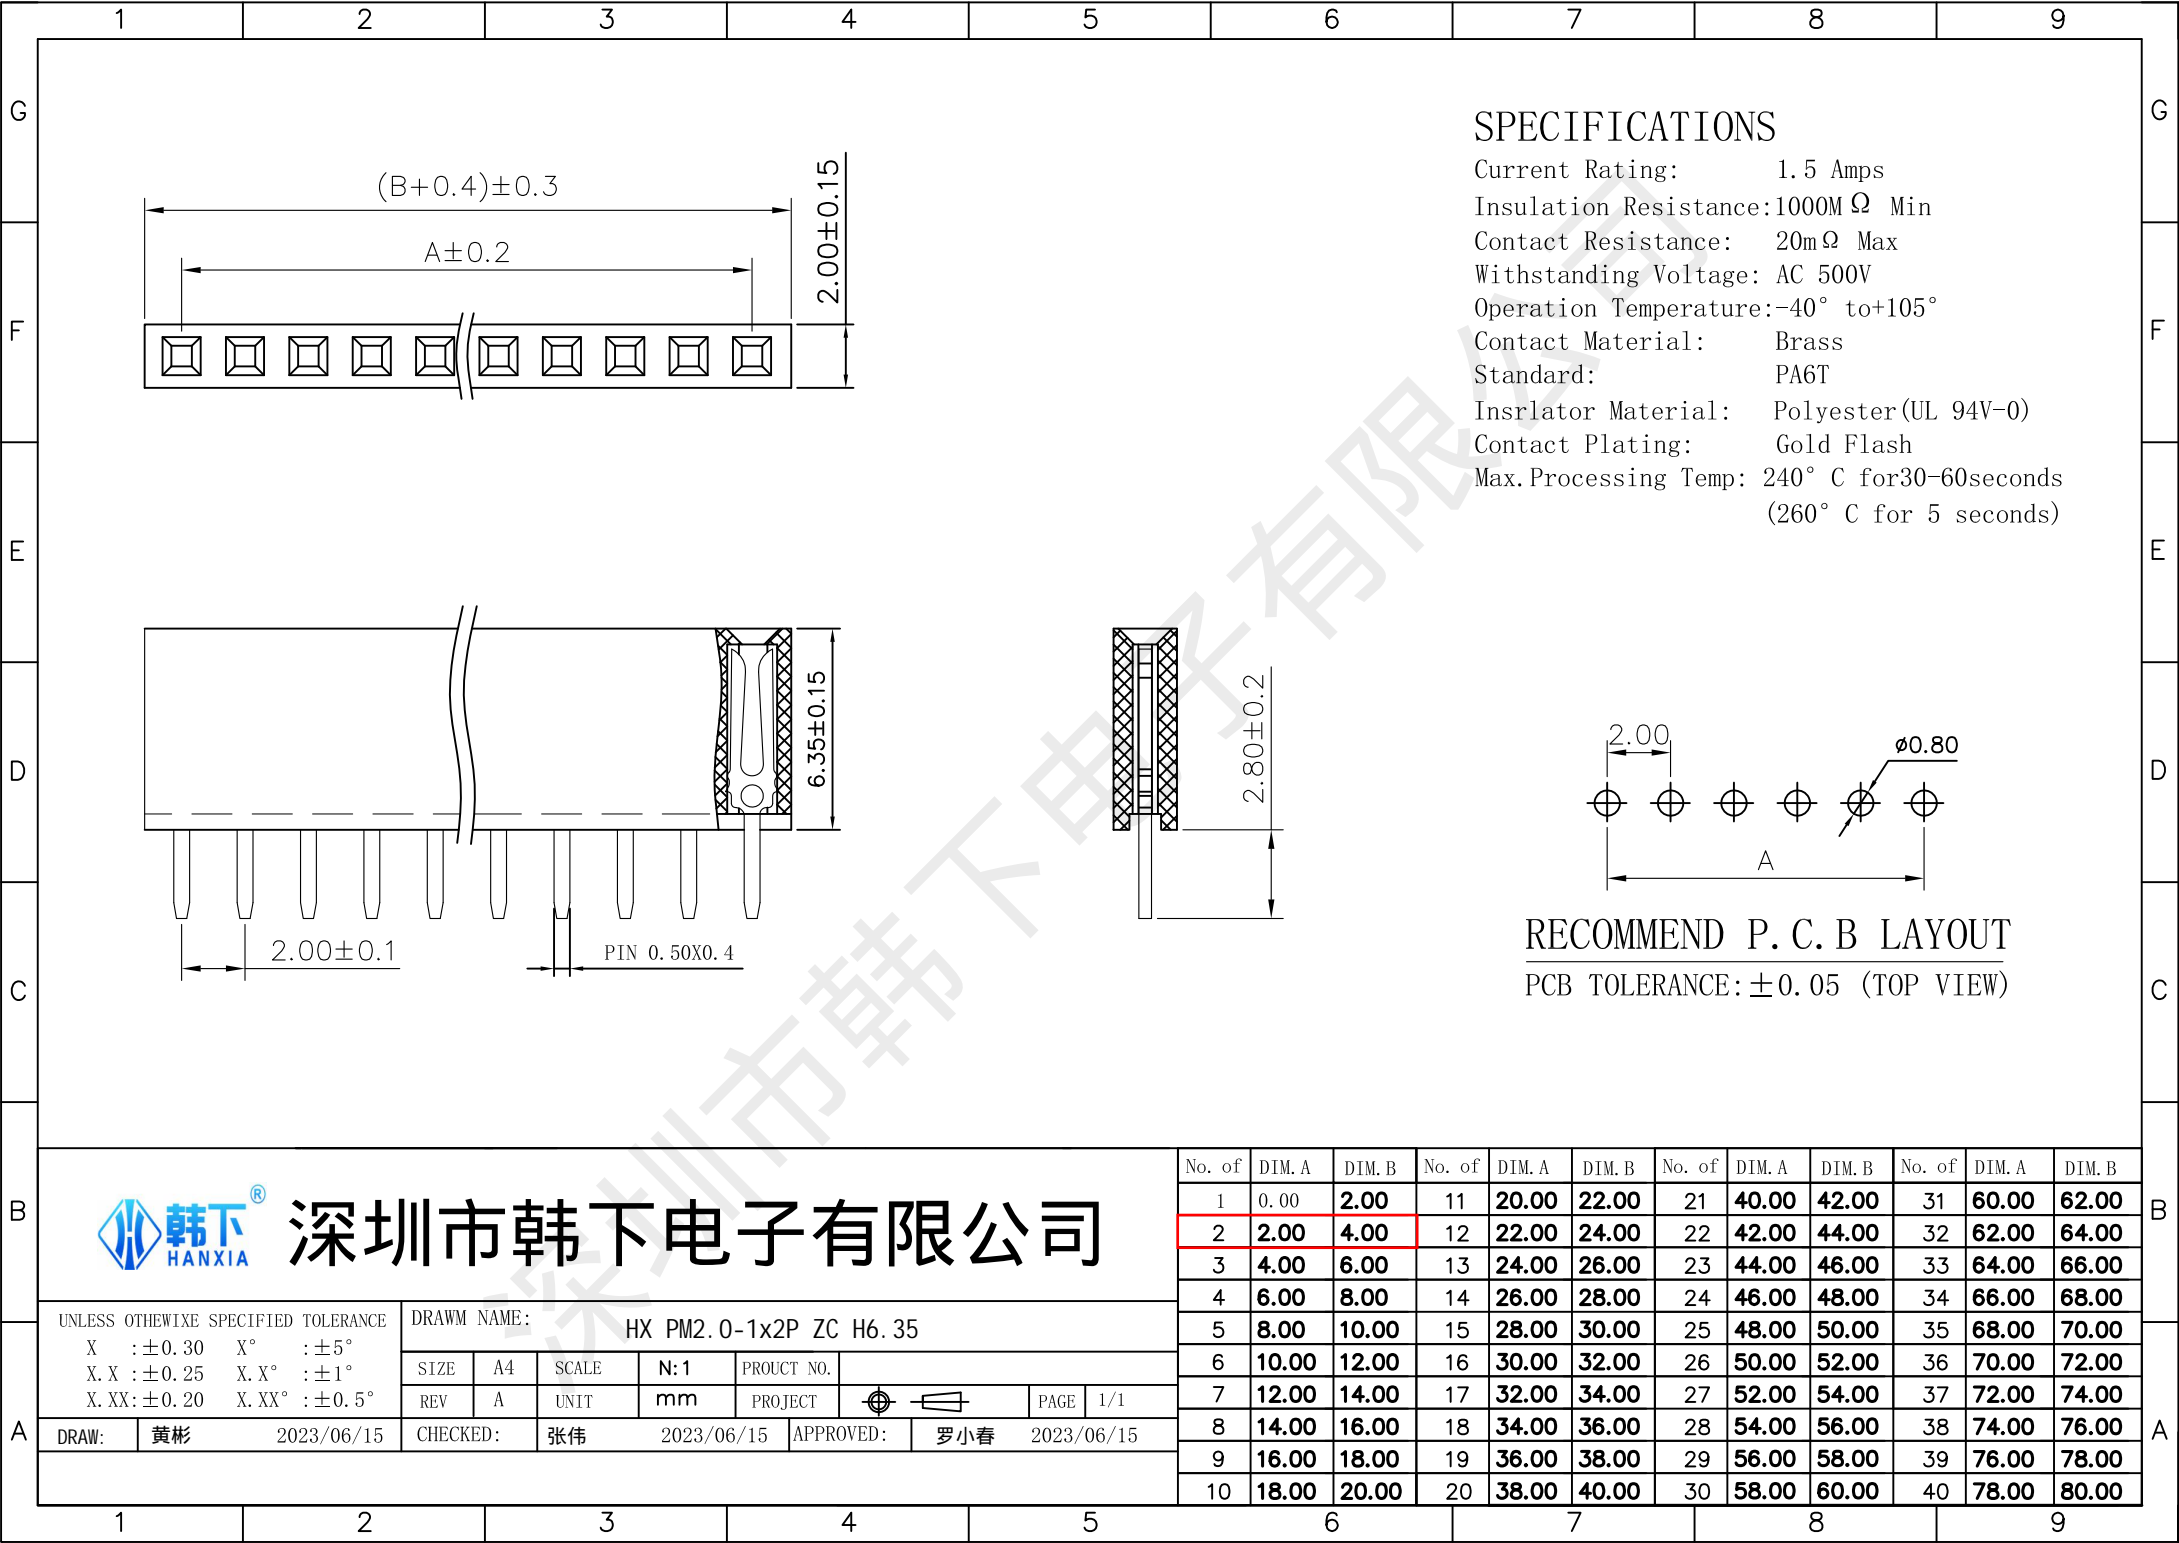 1 2 3 4 5 6 7 8 9
G G
F F
E E
D D
C C
B B
A A
(B+0.4)±0.3
A±0.2
2.00±0.15
SPECIFICATIONS
Current Rating: 1.5 Amps
Insulation Resistance:1000MΩ Min
Contact Resistance: 20mΩ Max
Withstanding Voltage: AC 500V
Operation Temperature:-40° to+105°
Contact Material: Brass
Standard: PA6T
Insrlator Material: Polyester(UL 94V-0)
Contact Plating: Gold Flash
Max.Processing Temp: 240° C for30-60seconds
(260° C for 5 seconds)
6.35±0.15
2.80±0.2
2.00±0.1
PIN 0.50X0.4
2.00
ø0.80
A
RECOMMEND P.C.B LAYOUT
PCB TOLERANCE:±0.05 (TOP VIEW)
深圳市韩下电子有限公司
韩下®
HANXIA
深圳市韩下电子有限公司
UNLESS OTHEWIXE SPECIFIED TOLERANCE
X :±0.30 X° :±5°
X.X :±0.25 X.X° :±1°
X.XX:±0.20 X.XX° :±0.5°
DRAWM NAME: HX PM2.0-1x2P ZC H6.35
SIZE A4 SCALE N:1 PROUCT NO.
REV A UNIT mm PROJECT PAGE 1/1
DRAW: 黄彬 2023/06/15 CHECKED: 张伟 2023/06/15 APPROVED: 罗小春 2023/06/15
No. of DIM.A DIM.B No. of DIM.A DIM.B No. of DIM.A DIM.B No. of DIM.A DIM.B
1 0.00 2.00 11 20.00 22.00 21 40.00 42.00 31 60.00 62.00
2 2.00 4.00 12 22.00 24.00 22 42.00 44.00 32 62.00 64.00
3 4.00 6.00 13 24.00 26.00 23 44.00 46.00 33 64.00 66.00
4 6.00 8.00 14 26.00 28.00 24 46.00 48.00 34 66.00 68.00
5 8.00 10.00 15 28.00 30.00 25 48.00 50.00 35 68.00 70.00
6 10.00 12.00 16 30.00 32.00 26 50.00 52.00 36 70.00 72.00
7 12.00 14.00 17 32.00 34.00 27 52.00 54.00 37 72.00 74.00
8 14.00 16.00 18 34.00 36.00 28 54.00 56.00 38 74.00 76.00
9 16.00 18.00 19 36.00 38.00 29 56.00 58.00 39 76.00 78.00
10 18.00 20.00 20 38.00 40.00 30 58.00 60.00 40 78.00 80.00
1 2 3 4 5 6 7 8 9